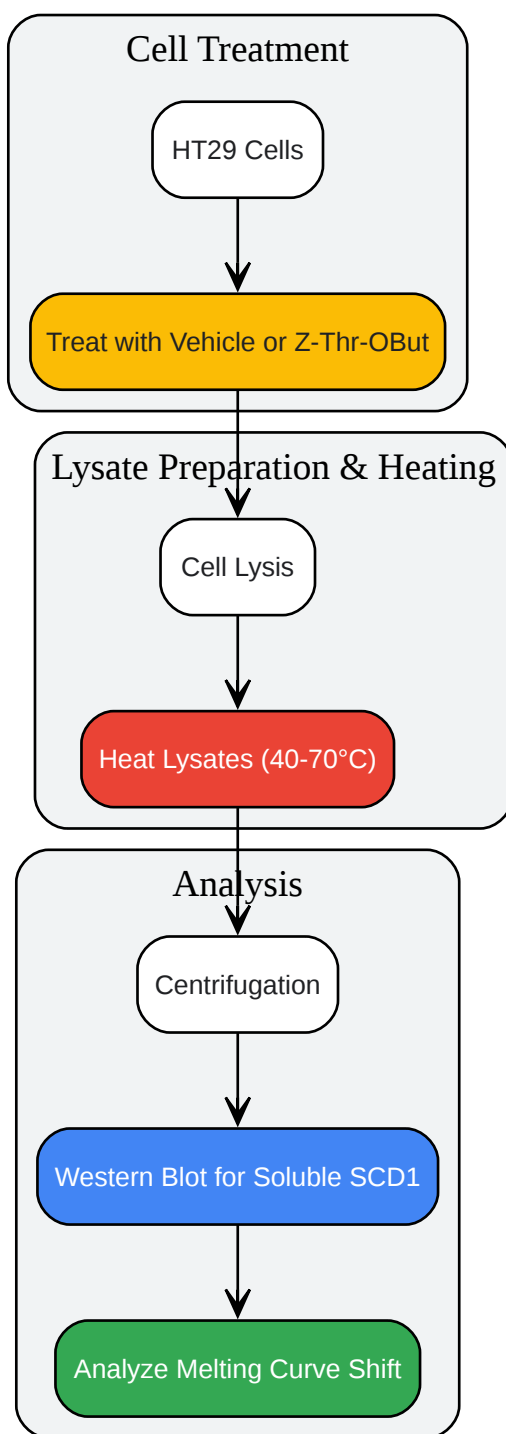 Cell Treatment
HT29 Cells
Treat with Vehicle or Z-Thr-OBut
Lysate Preparation & Heating
Cell Lysis
Heat Lysates (40-70°C)
Analysis
Centrifugation
Western Blot for Soluble SCD1
Analyze Melting Curve Shift